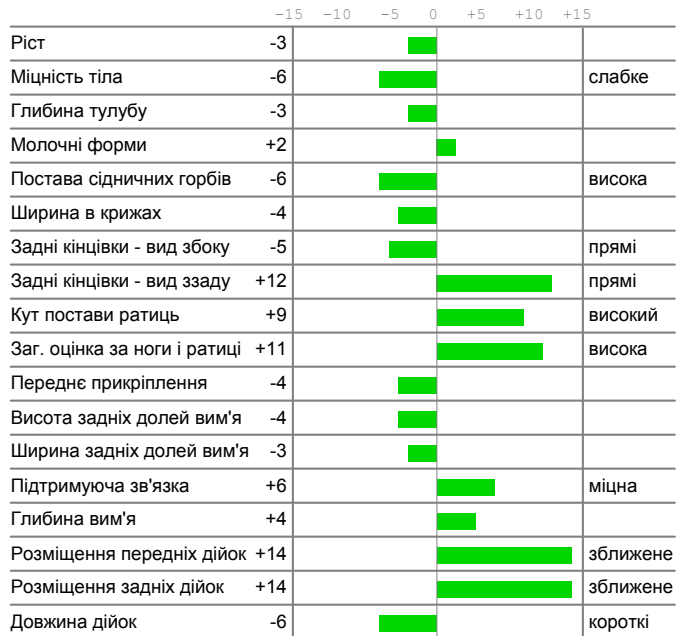 -15 -10 -5 0 +5 +10 +15
Ріст -3
Міцність тіла -6 слабке
Глибина тулубу -3
Молочні форми +2
Постава сідничних горбів -6 висока
Ширина в крижах -4
Задні кінцівки - вид збоку -5 прямі
Задні кінцівки - вид ззаду +12 прямі
Кут постави ратиць +9 високий
Заг. оцінка за ноги і ратиці +11 висока
Переднє прикріплення -4
Висота задніх долей вим'я -4
Ширина задніх долей вим'я -3
Підтримуюча зв'язка +6 міцна
Глибина вим'я +4
Розміщення передніх дійок +14 зближене
Розміщення задніх дійок +14 зближене
Довжина дійок -6 короткі